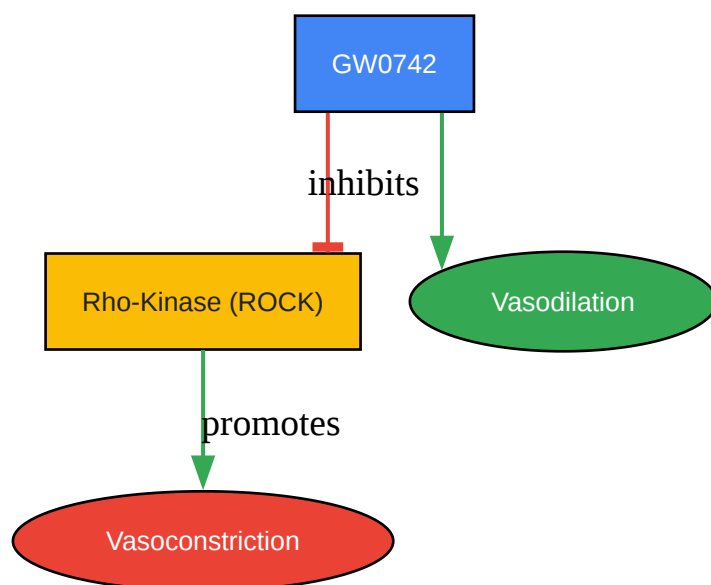 GW0742
inhibits
Rho-Kinase (ROCK)
Vasodilation
promotes
Vasoconstriction